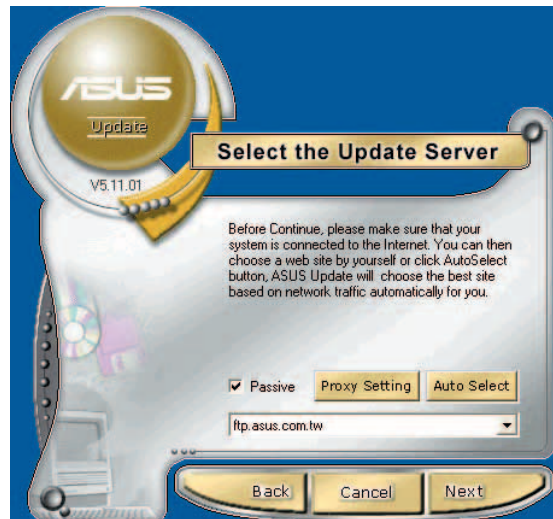 ASUS
Update
V5.11.01
Select the Update Server
Before Continue, please make sure that your
system is connected to the Internet. You can then
choose a web site by yourself or click AutoSelect
button, ASUS Update will choose the best site
based on network traffic automatically for you.
Passive
Proxy Setting
Auto Select
ftp.asus.com.tw
Back
Cancel
Next